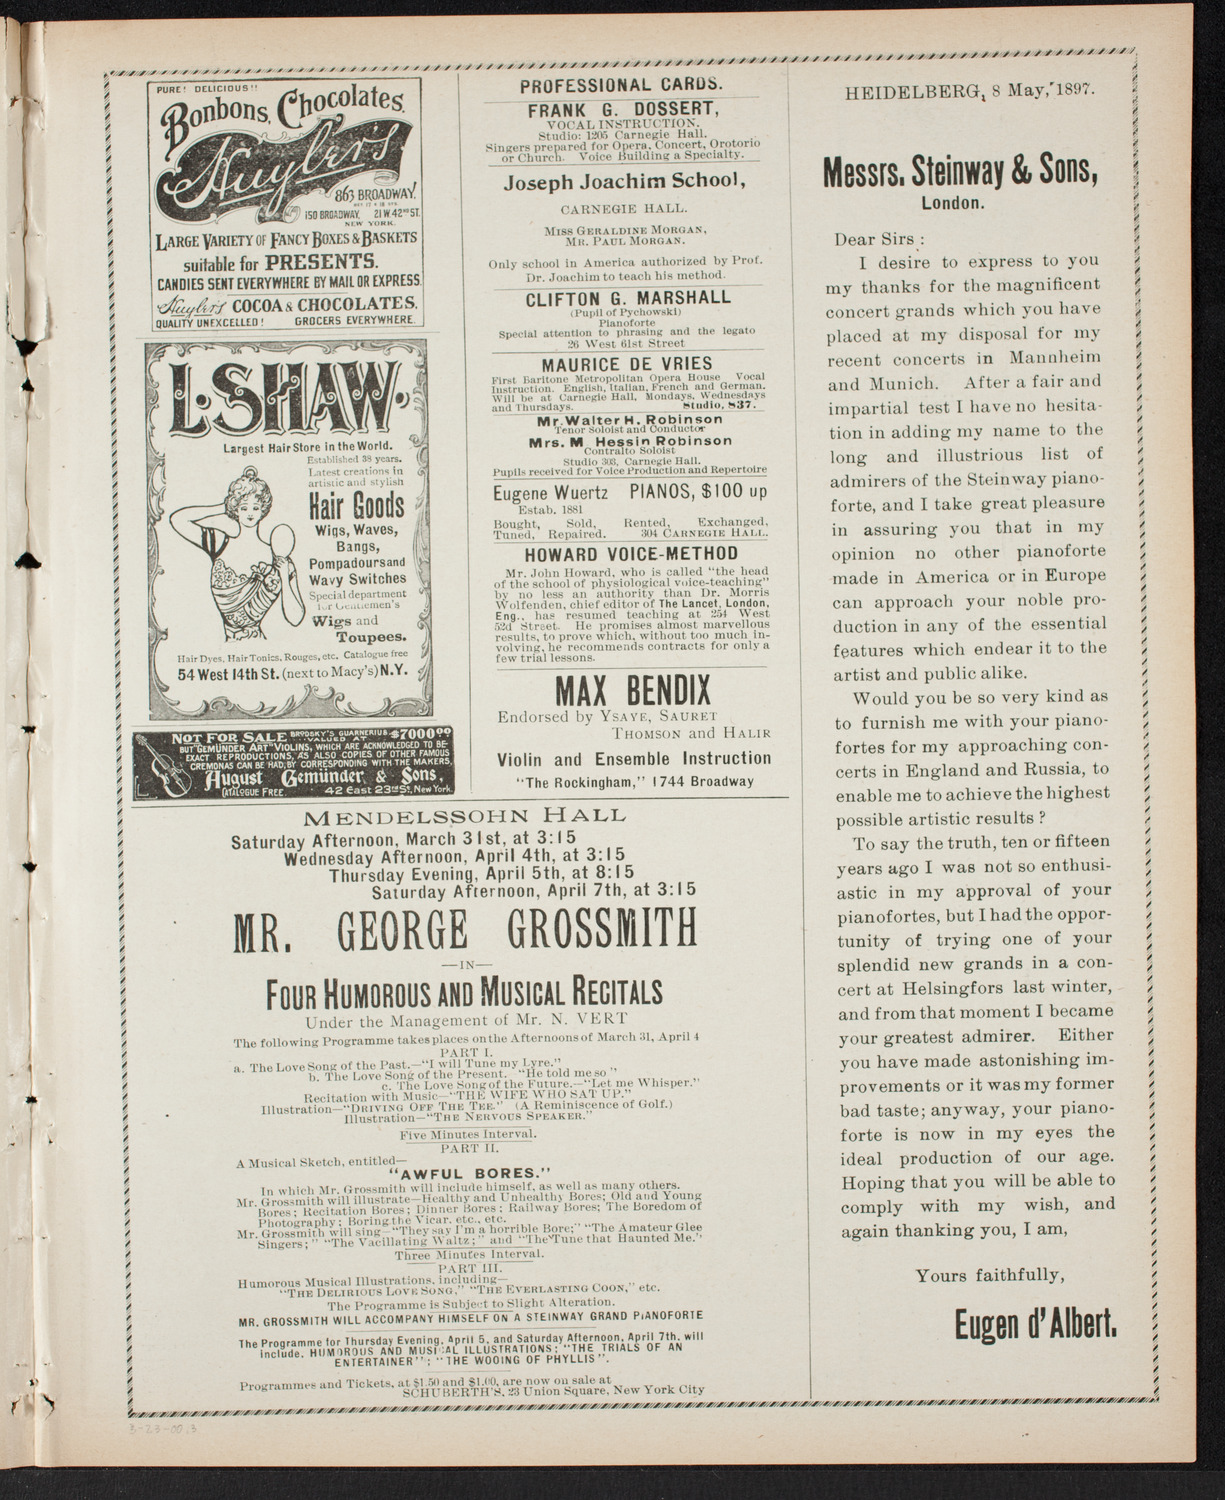 PURE! DELICIOUS!!
Bonbons, Chocolates.
Huyler's
863 BROADWAY.
150 BROADWAY, 21 W. 42ND ST.
NEW YORK.
LARGE VARIETY OF FANCY BOXES & BASKETS
suitable for PRESENTS.
CANDIES SENT EVERYWHERE BY MAIL OR EXPRESS.
Huyler's COCOA & CHOCOLATES.
QUALITY UNEXCELLED! GROCERS EVERYWHERE.
L. SHAW.
Largest Hair Store in the World.
Established 38 years.
Latest creations in
artistic and stylish
Hair Goods
Wigs, Waves,
Bangs,
Pompadours and
Wavy Switches
Special department
for Gentlemen's
Wigs and
Toupees.
Hair Dyes, Hair Tonics, Rouges, etc. Catalogue free
54 West 14th St. (next to Macy's) N.Y.
NOT FOR SALE BRODSKY'S GUARNERIUS VALUED AT $7000.00
BUT "GEMÜNDER ART" VIOLINS, WHICH ARE ACKNOWLEDGED TO BE
EXACT REPRODUCTIONS, AS ALSO COPIES OF OTHER FAMOUS
CREMONAS CAN BE HAD, BY CORRESPONDING WITH THE MAKERS,
August Gemünder & Sons,
CATALOGUE FREE. 42 East 23rd St, New York.
PROFESSIONAL CARDS.
FRANK G. DOSSERT,
VOCAL INSTRUCTION.
Studio: 1205 Carnegie Hall.
Singers prepared for Opera, Concert, Orotorio
or Church. Voice Building a Specialty.
Joseph Joachim School,
CARNEGIE HALL.
MISS GERALDINE MORGAN,
MR. PAUL MORGAN.
Only school in America authorized by Prof.
Dr. Joachim to teach his method.
CLIFTON G. MARSHALL
(Pupil of Pychowski)
Pianoforte
Special attention to phrasing and the legato
26 West 61st Street
MAURICE DE VRIES
First Baritone Metropolitan Opera House Vocal
Instruction. English, Italian, French and German.
Will be at Carnegie Hall, Mondays, Wednesdays
and Thursdays. Studio, 837.
Mr. Walter H. Robinson
Tenor Soloist and Conductor
Mrs. M Hessin Robinson
Contralto Soloist
Studio 308, Carnegie Hall.
Pupils received for Voice Production and Repertoire
Eugene Wuertz PIANOS, $100 up
Estab. 1881
Bought, Sold, Rented, Exchanged,
Tuned, Repaired. 304 CARNEGIE HALL.
HOWARD VOICE-METHOD
Mr. John Howard, who is called "the head
of the school of physiological voice-teaching"
by no less an authority than Dr. Morris
Wolfenden, chief editor of The Lancet, London,
Eng., has resumed teaching at 254 West
52d Street. He promises almost marvellous
results, to prove which, without too much in-
volving, he recommends contracts for only a
few trial lessons.
MAX BENDIX
Endorsed by YSAYE, SAURET
THOMSON and HALIR
Violin and Ensemble Instruction
"The Rockingham," 1744 Broadway
MENDELSSOHN HALL
Saturday Afternoon, March 31st, at 3:15
Wednesday Afternoon, April 4th, at 3:15
Thursday Evening, April 5th, at 8:15
Saturday Afternoon, April 7th, at 3:15
MR. GEORGE GROSSMITH
—IN—
FOUR HUMOROUS AND MUSICAL RECITALS
Under the Management of Mr. N. VERT
The following Programme takes places on the Afternoons of March 31, April 4
PART I.
a. The Love Song of the Past.—"I will Tune my Lyre."
b. The Love Song of the Present. "He told me so",
c. The Love Song of the Future.—"Let me Whisper."
Recitation with Music—"THE WIFE WHO SAT UP."
Illustration—"DRIVING OFF THE TEE." (A Reminiscence of Golf.)
Illustration—"THE NERVOUS SPEAKER."
Five Minutes Interval.
PART II.
A Musical Sketch, entitled—
"AWFUL BORES."
In which Mr. Grossmith will include himself, as well as many others.
Mr. Grossmith will illustrate—Healthy and Unhealthy Bores; Old and Young
Bores; Recitation Bores; Dinner Bores; Railway Bores; The Boredom of
Photography; Boring the Vicar, etc., etc.
Mr. Grossmith will sing—"They say I'm a horrible Bore;" "The Amateur Glee
Singers;" "The Vacillating Waltz;" and "The Tune that Haunted Me."
Three Minutes Interval.
PART III.
Humorous Musical Illustrations, including—
"THE DELIRIOUS LOVE SONG," "THE EVERLASTING COON," etc.
The Programme is Subject to Slight Alteration.
MR. GROSSMITH WILL ACCOMPANY HIMSELF ON A STEINWAY GRAND PIANOFORTE
The Programme for Thursday Evening, April 5, and Saturday Afternoon, April 7th, will
include, HUMOROUS AND MUSICAL ILLUSTRATIONS; "THE TRIALS OF AN
ENTERTAINER"; "THE WOOING OF PHYLLIS".
Programmes and Tickets, at $1.50 and $1.00, are now on sale at
SCHUBERTH'S, 23 Union Square, New York City
HEIDELBERG, 8 May, 1897.
Messrs. Steinway & Sons,
London.
Dear Sirs:
I desire to express to you
my thanks for the magnificent
concert grands which you have
placed at my disposal for my
recent concerts in Mannheim
and Munich. After a fair and
impartial test I have no hesita-
tion in adding my name to the
long and illustrious list of
admirers of the Steinway piano-
forte, and I take great pleasure
in assuring you that in my
opinion no other pianoforte
made in America or in Europe
can approach your noble pro-
duction in any of the essential
features which endear it to the
artist and public alike.
Would you be so very kind as
to furnish me with your piano-
fortes for my approaching con-
certs in England and Russia, to
enable me to achieve the highest
possible artistic results?
To say the truth, ten or fifteen
years ago I was not so enthusi-
astic in my approval of your
pianofortes, but I had the oppor-
tunity of trying one of your
splendid new grands in a con-
cert at Helsingfors last winter,
and from that moment I became
your greatest admirer. Either
you have made astonishing im-
provements or it was my former
bad taste; anyway, your piano-
forte is now in my eyes the
ideal production of our age.
Hoping that you will be able to
comply with my wish, and
again thanking you, I am,
Yours faithfully,
Eugen d'Albert.
3-23-00.3